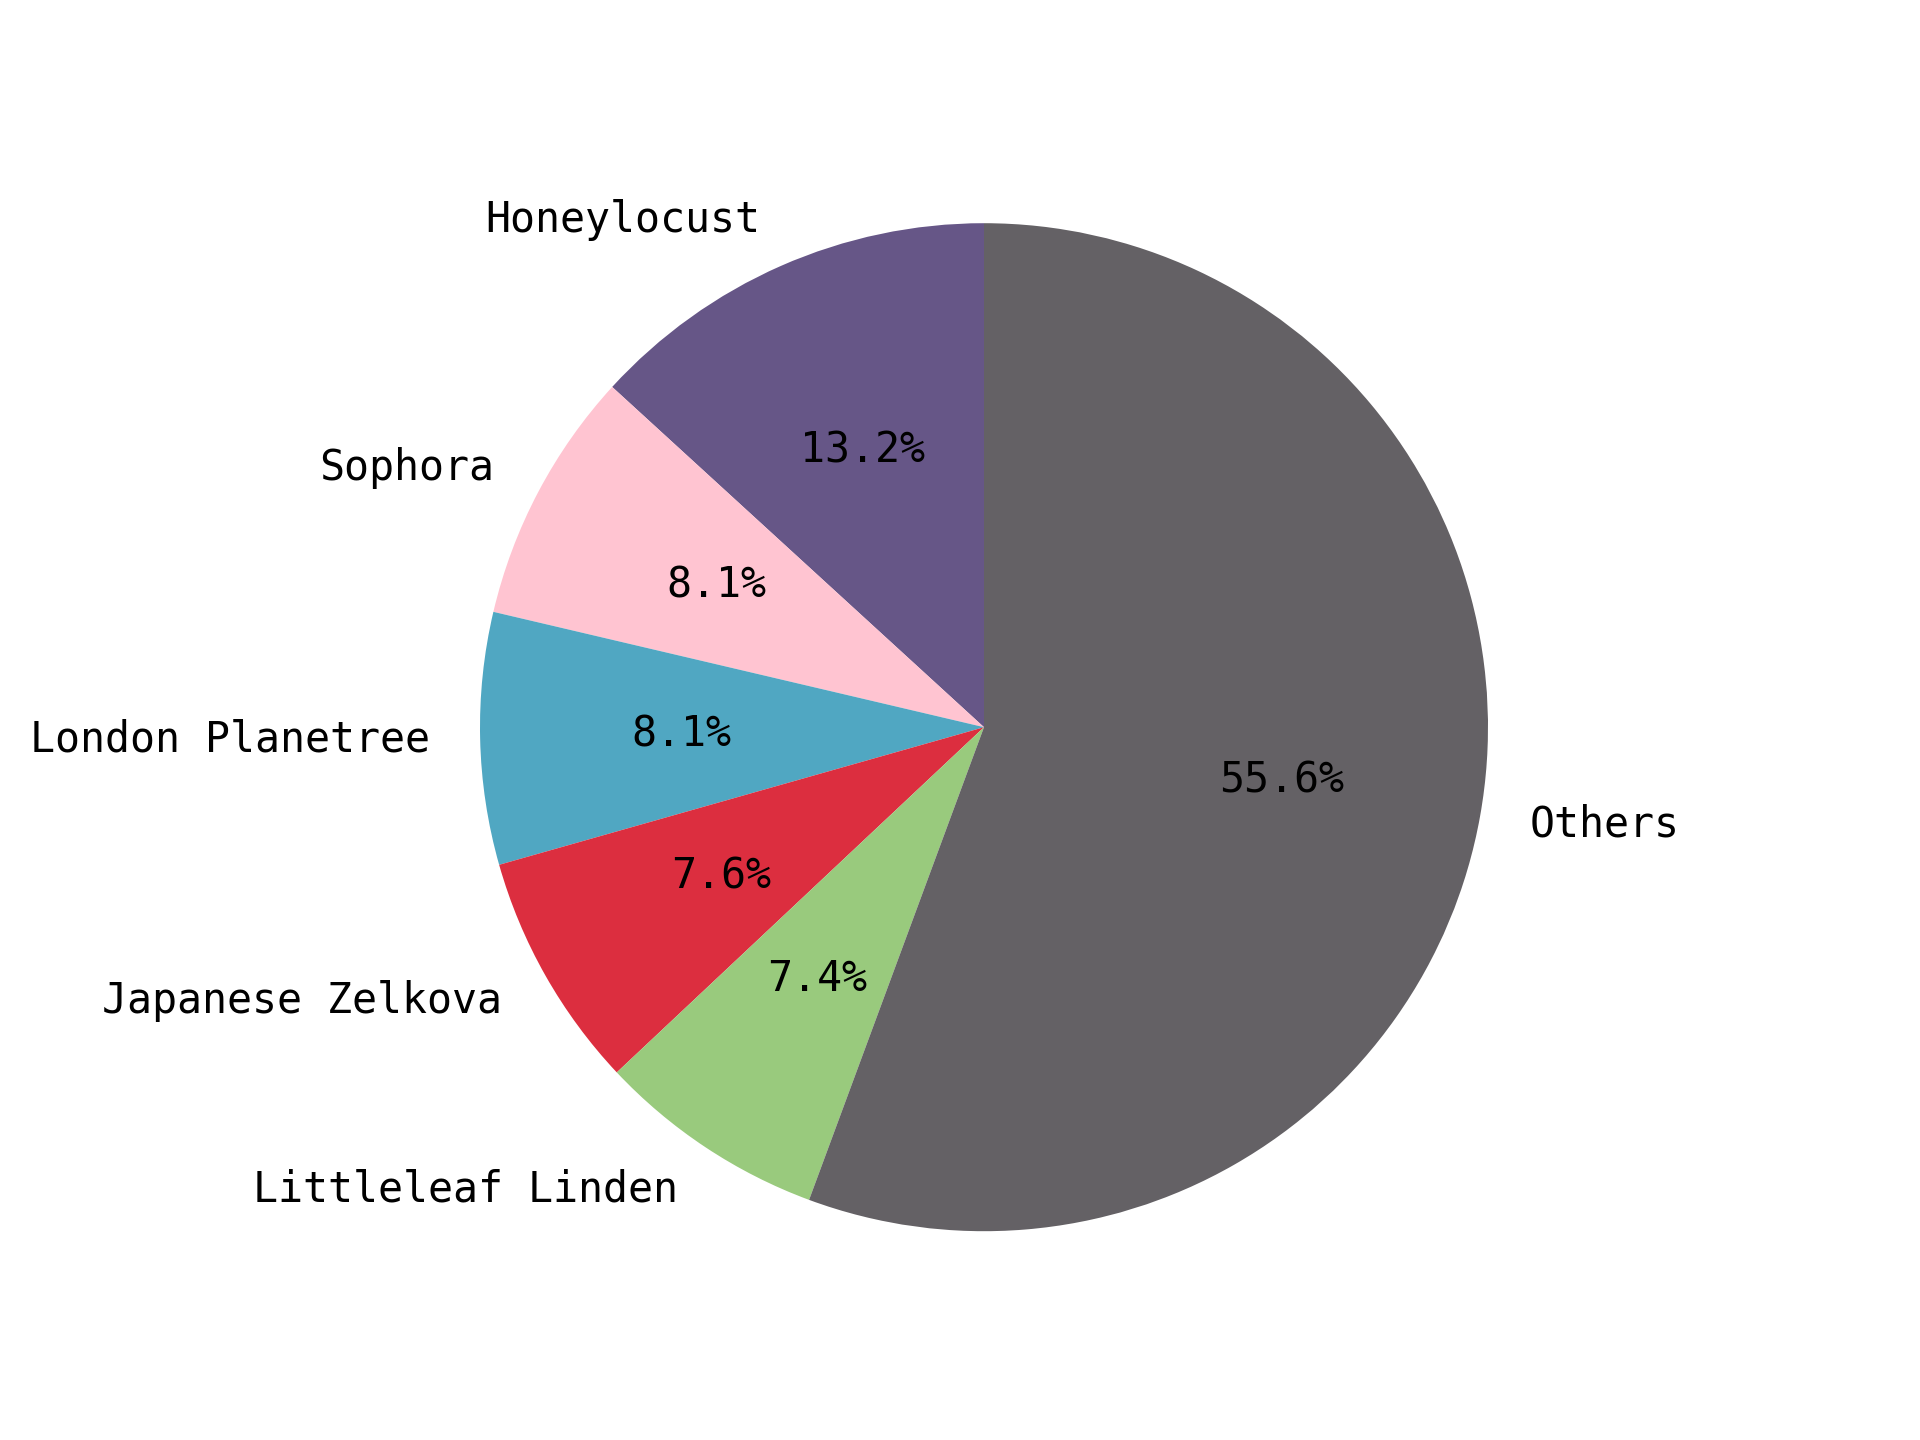 Honeylocust
13.2%
Sophora
8.1%
London Planetree
8.1%
55.6%
Others
7.6%
Japanese Zelkova
7.4%
Littleleaf Linden